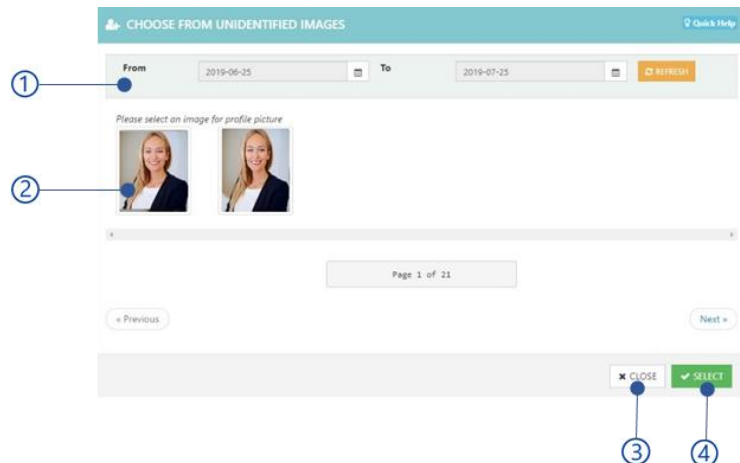 CHOOSE FROM UNIDENTIFIED IMAGES
Quick Help
From 2019-06-25 To 2019-07-25 REFRESH
1
Please select an image for profile picture
2
Page 1 of 21
« Previous Next »
CLOSE SELECT
3 4